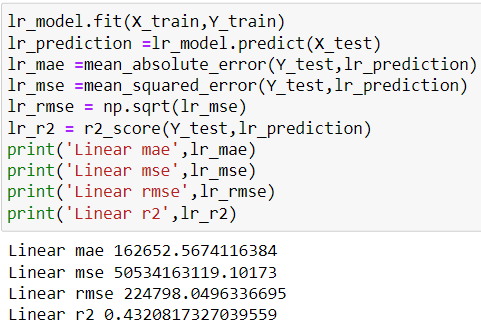 lr_model.fit(X_train,Y_train)
lr_prediction =lr_model.predict(X_test)
lr_mae =mean_absolute_error(Y_test,lr_prediction)
lr_mse =mean_squared_error(Y_test,lr_prediction)
lr_rmse = np.sqrt(lr_mse)
lr_r2 = r2_score(Y_test,lr_prediction)
print('Linear mae',lr_mae)
print('Linear mse',lr_mse)
print('Linear rmse',lr_rmse)
print('Linear r2',lr_r2)
Linear mae 162652.5674116384
Linear mse 50534163119.10173
Linear rmse 224798.0496336695
Linear r2 0.4320817327039559